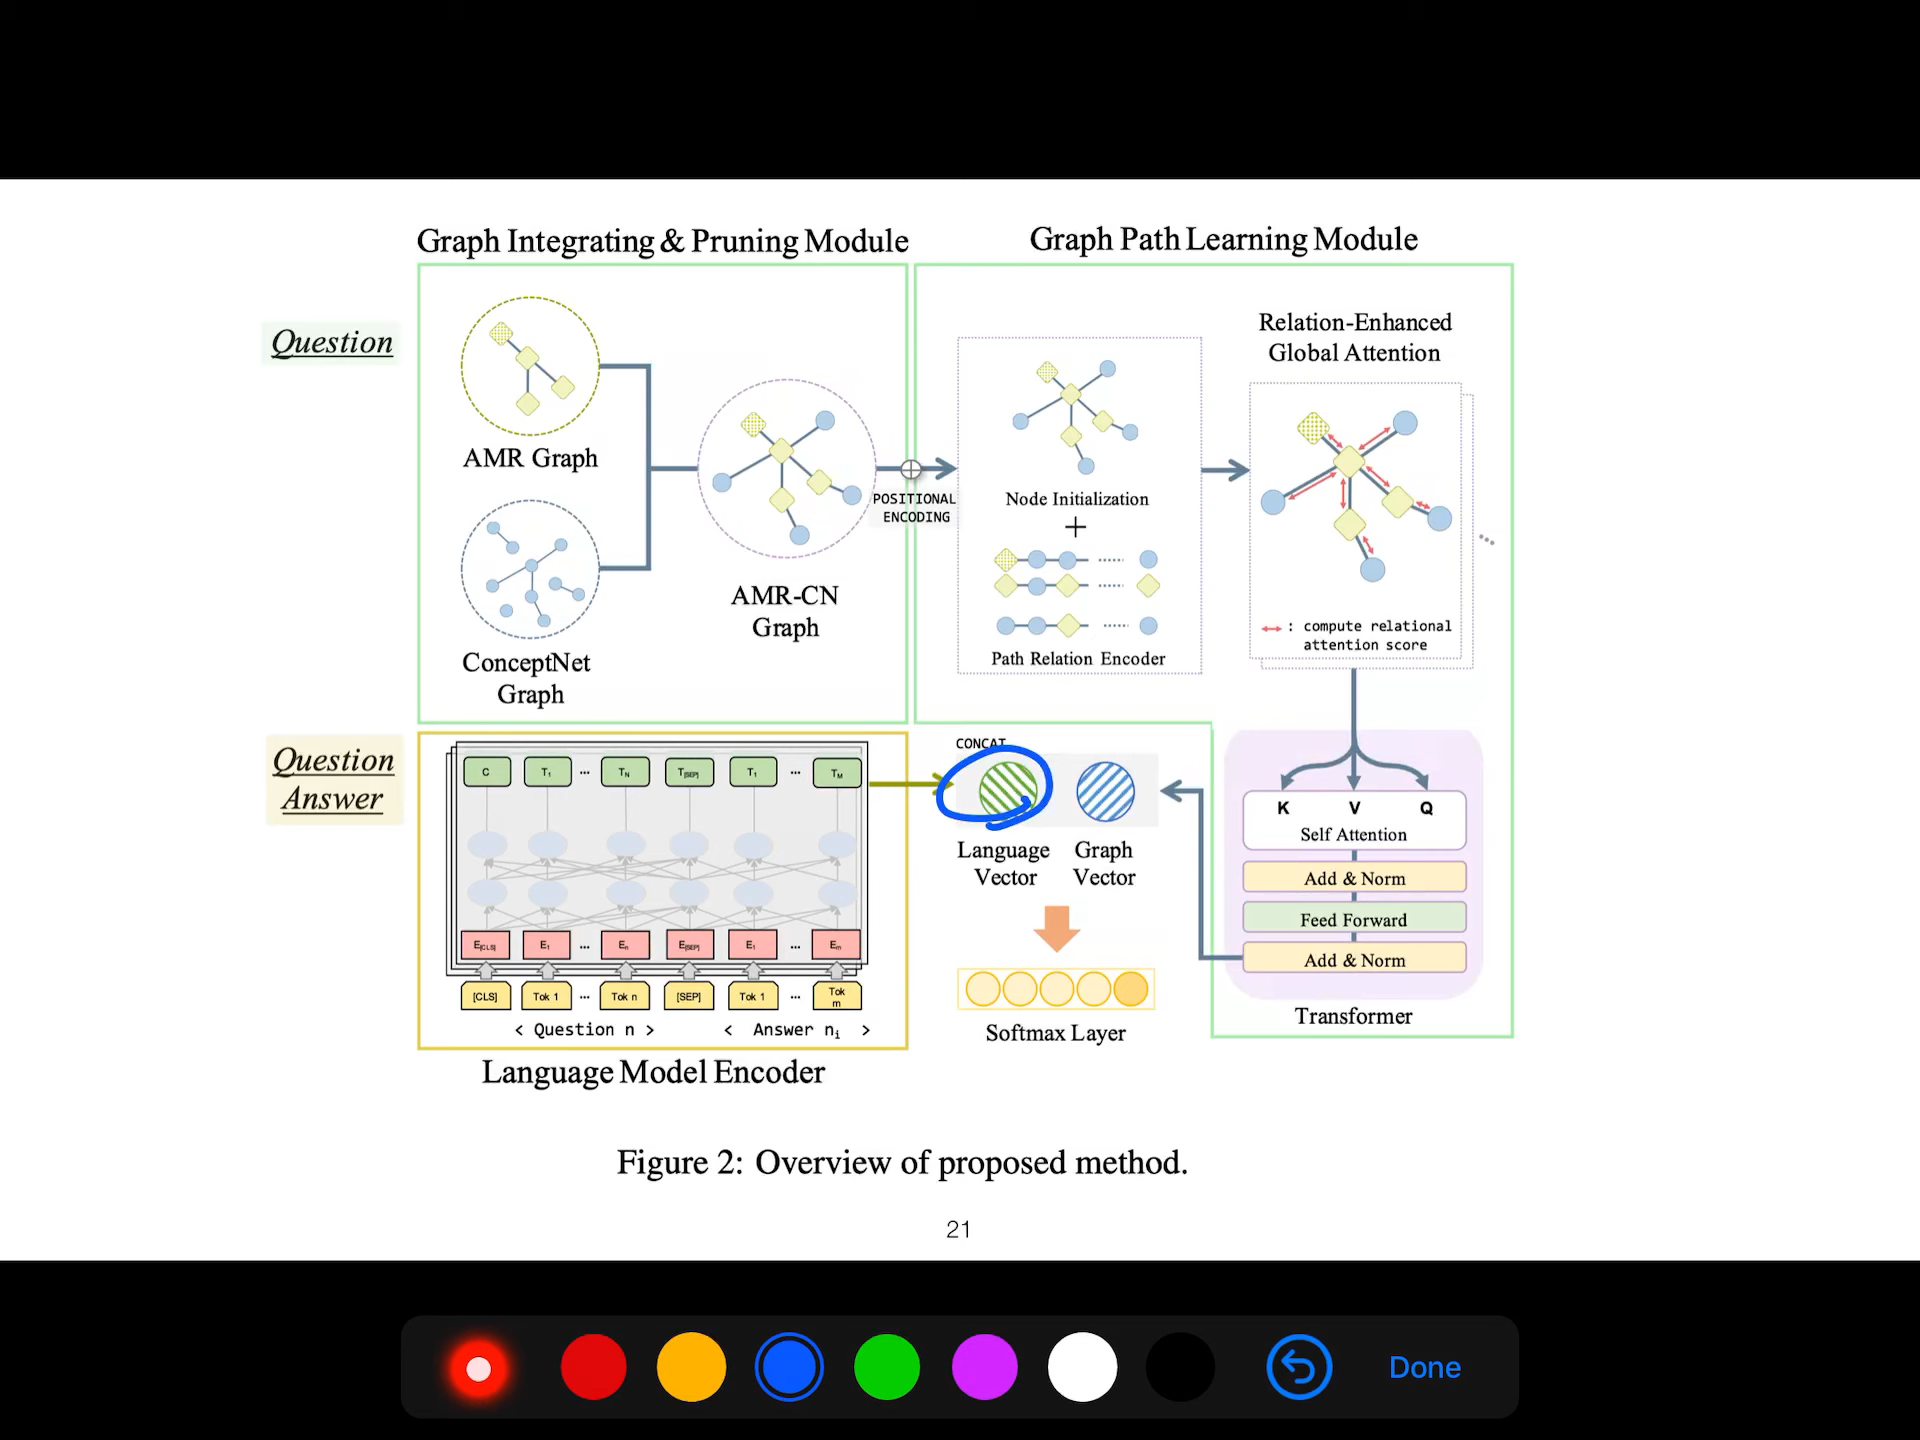 Graph Integrating & Pruning Module
Graph Path Learning Module
Question
AMR Graph
ConceptNet
Graph
AMR-CN
Graph
POSITIONAL
ENCODING
Node Initialization
+
Path Relation Encoder
Relation-Enhanced
Global Attention
: compute relational
attention score
Question
Answer
C T1 ... TN T[SEP] T1 ... TM
E[CLS] E1 ... En E[SEP] E1 ... Em
[CLS] Tok 1 ... Tok n [SEP] Tok 1 ... Tok
m
< Question n > < Answer ni >
Language Model Encoder
CONCAT
Language
Vector
Graph
Vector
Softmax Layer
K V Q
Self Attention
Add & Norm
Feed Forward
Add & Norm
Transformer
Figure 2: Overview of proposed method.
21
Done